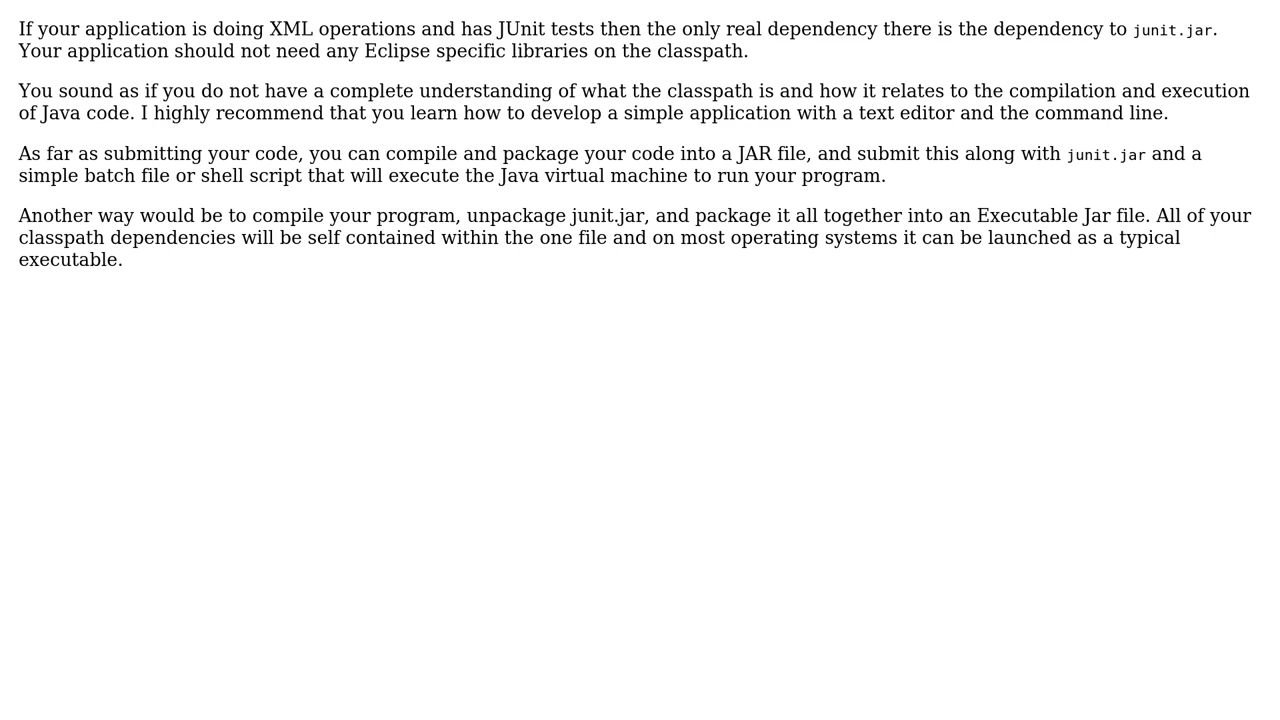 If your application is doing XML operations and has JUnit tests then the only real dependency there is the dependency to junit.jar.
Your application should not need any Eclipse specific libraries on the classpath.
You sound as if you do not have a complete understanding of what the classpath is and how it relates to the compilation and execution
of Java code. I highly recommend that you learn how to develop a simple application with a text editor and the command line.
As far as submitting your code, you can compile and package your code into a JAR file, and submit this along with junit.jar and a
simple batch file or shell script that will execute the Java virtual machine to run your program.
Another way would be to compile your program, unpackage junit.jar, and package it all together into an Executable Jar file. All of your
classpath dependencies will be self contained within the one file and on most operating systems it can be launched as a typical
executable.